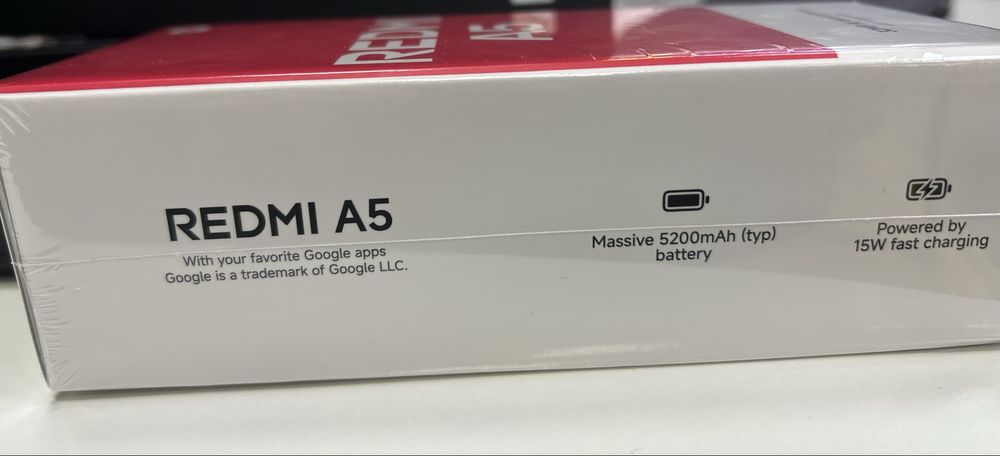 REDMI
A5
REDMI A5
With your favorite Google apps
Google is a trademark of Google LLC.
Massive 5200mAh (typ)
battery
Powered by
15W fast charging